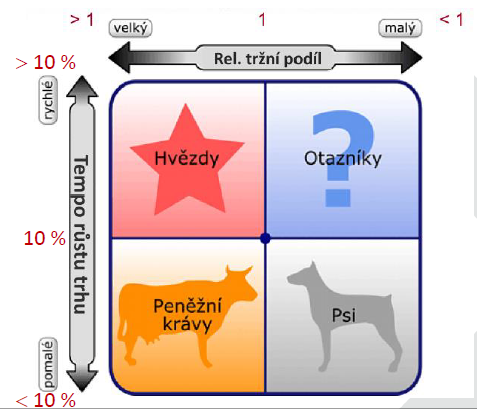 > 1
1
< 1
velký
malý
Rel. tržní podíl
> 10 %
rychlé
Hvězdy
Otazníky
Tempo růstu trhu
10 %
Peněžní
krávy
Psi
pomalé
< 10 %